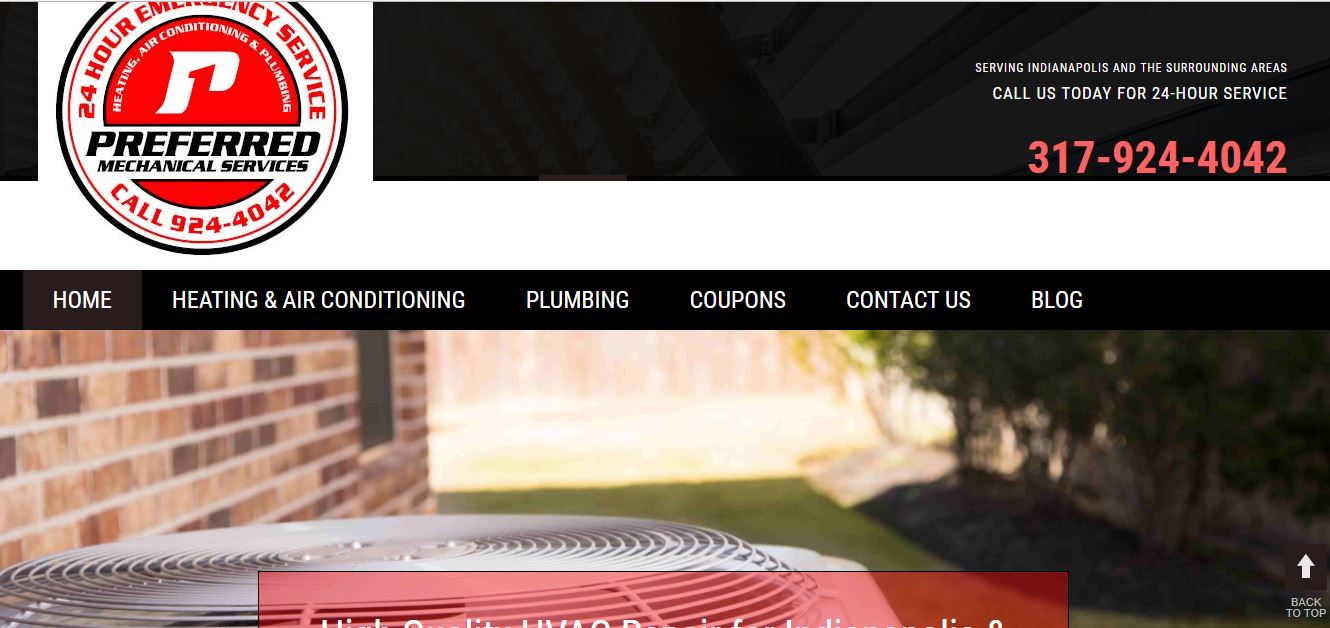 24 HOUR EMERGENCY SERVICE
HEATING, AIR CONDITIONING & PLUMBING
P
PREFERRED
MECHANICAL SERVICES
CALL 924-4042
SERVING INDIANAPOLIS AND THE SURROUNDING AREAS
CALL US TODAY FOR 24-HOUR SERVICE
317-924-4042
HOME HEATING & AIR CONDITIONING PLUMBING COUPONS CONTACT US BLOG
High-Quality HVAC Repair for Indianapolis &
BACK
TO TOP